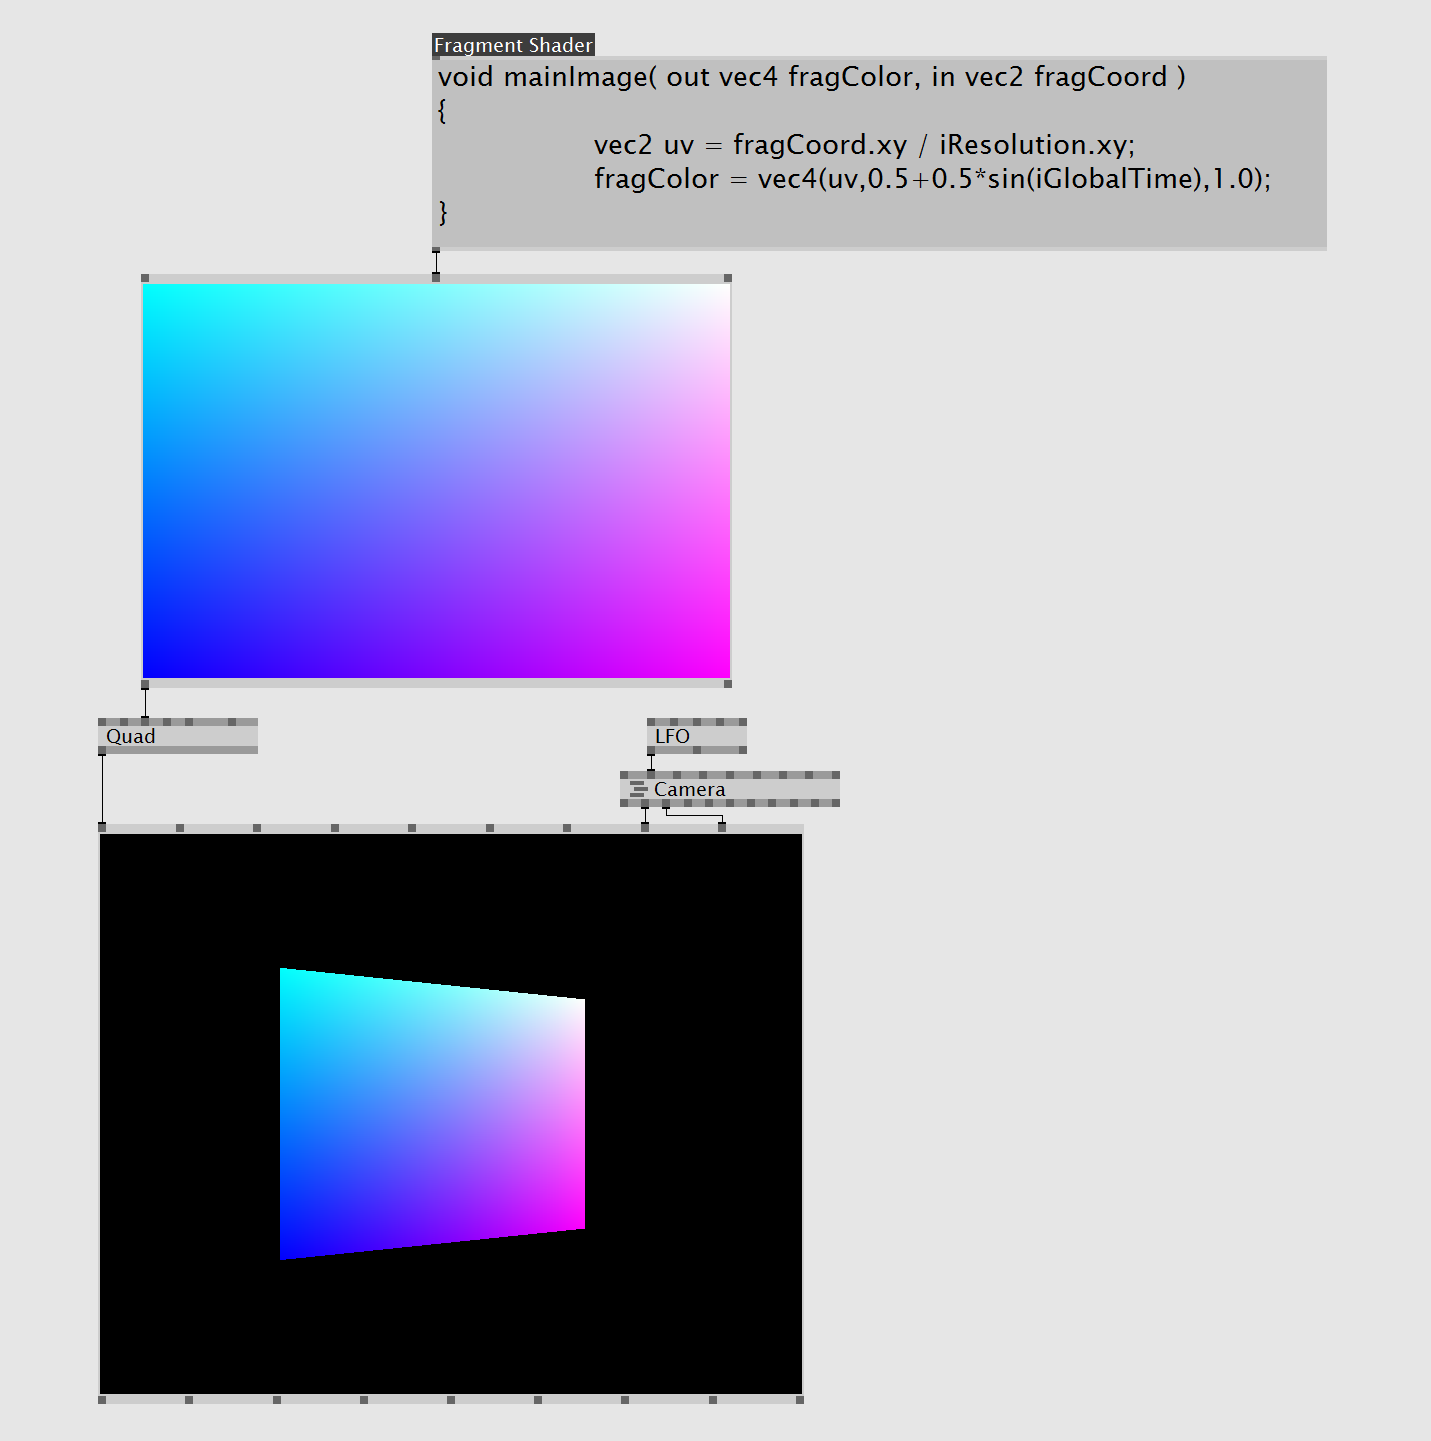 Fragment Shader
void mainImage( out vec4 fragColor, in vec2 fragCoord )
{
vec2 uv = fragCoord.xy / iResolution.xy;
fragColor = vec4(uv,0.5+0.5*sin(iGlobalTime),1.0);
}
Quad
LFO
Camera